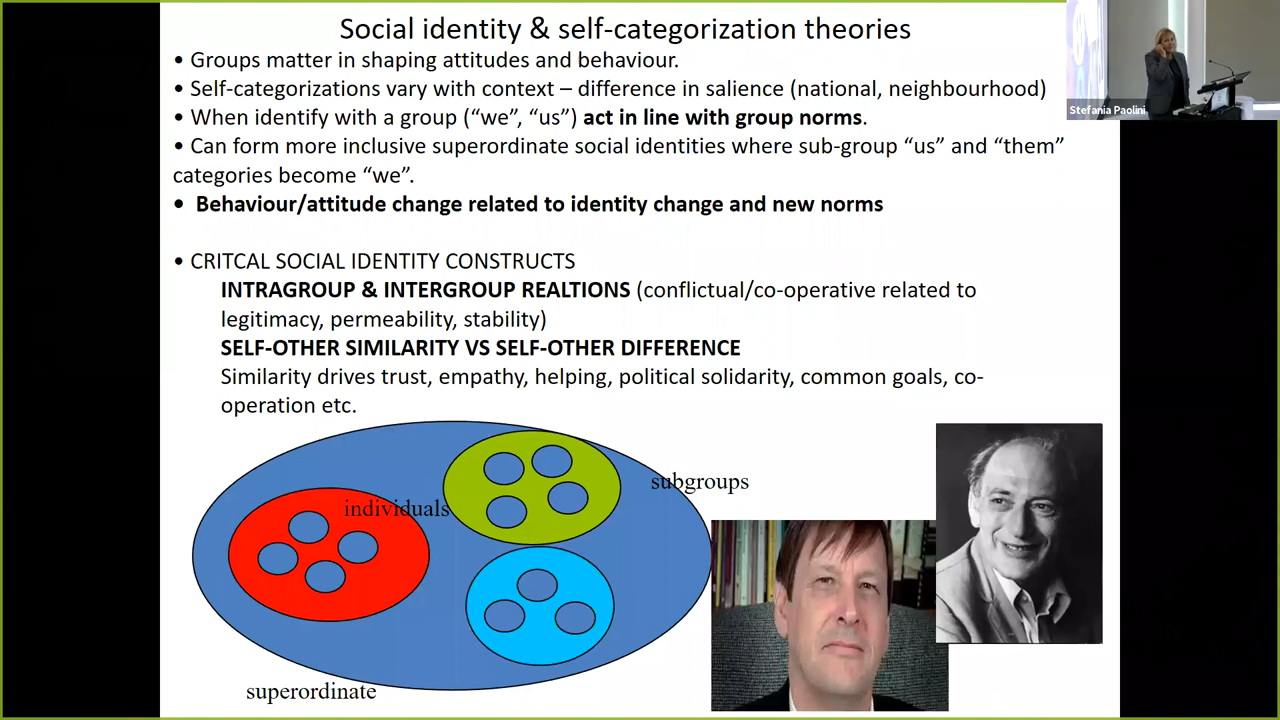 Social identity & self-categorization theories
• Groups matter in shaping attitudes and behaviour.
• Self-categorizations vary with context – difference in salience (national, neighbourhood)
• When identify with a group (“we”, “us”) act in line with group norms.
• Can form more inclusive superordinate social identities where sub-group “us” and “them”
categories become “we”.
• Behaviour/attitude change related to identity change and new norms
• CRITCAL SOCIAL IDENTITY CONSTRUCTS
INTRAGROUP & INTERGROUP REALTIONS (conflictual/co-operative related to
legitimacy, permeability, stability)
SELF-OTHER SIMILARITY VS SELF-OTHER DIFFERENCE
Similarity drives trust, empathy, helping, political solidarity, common goals, co-
operation etc.
subgroups
individuals
superordinate
Stefania Paolini